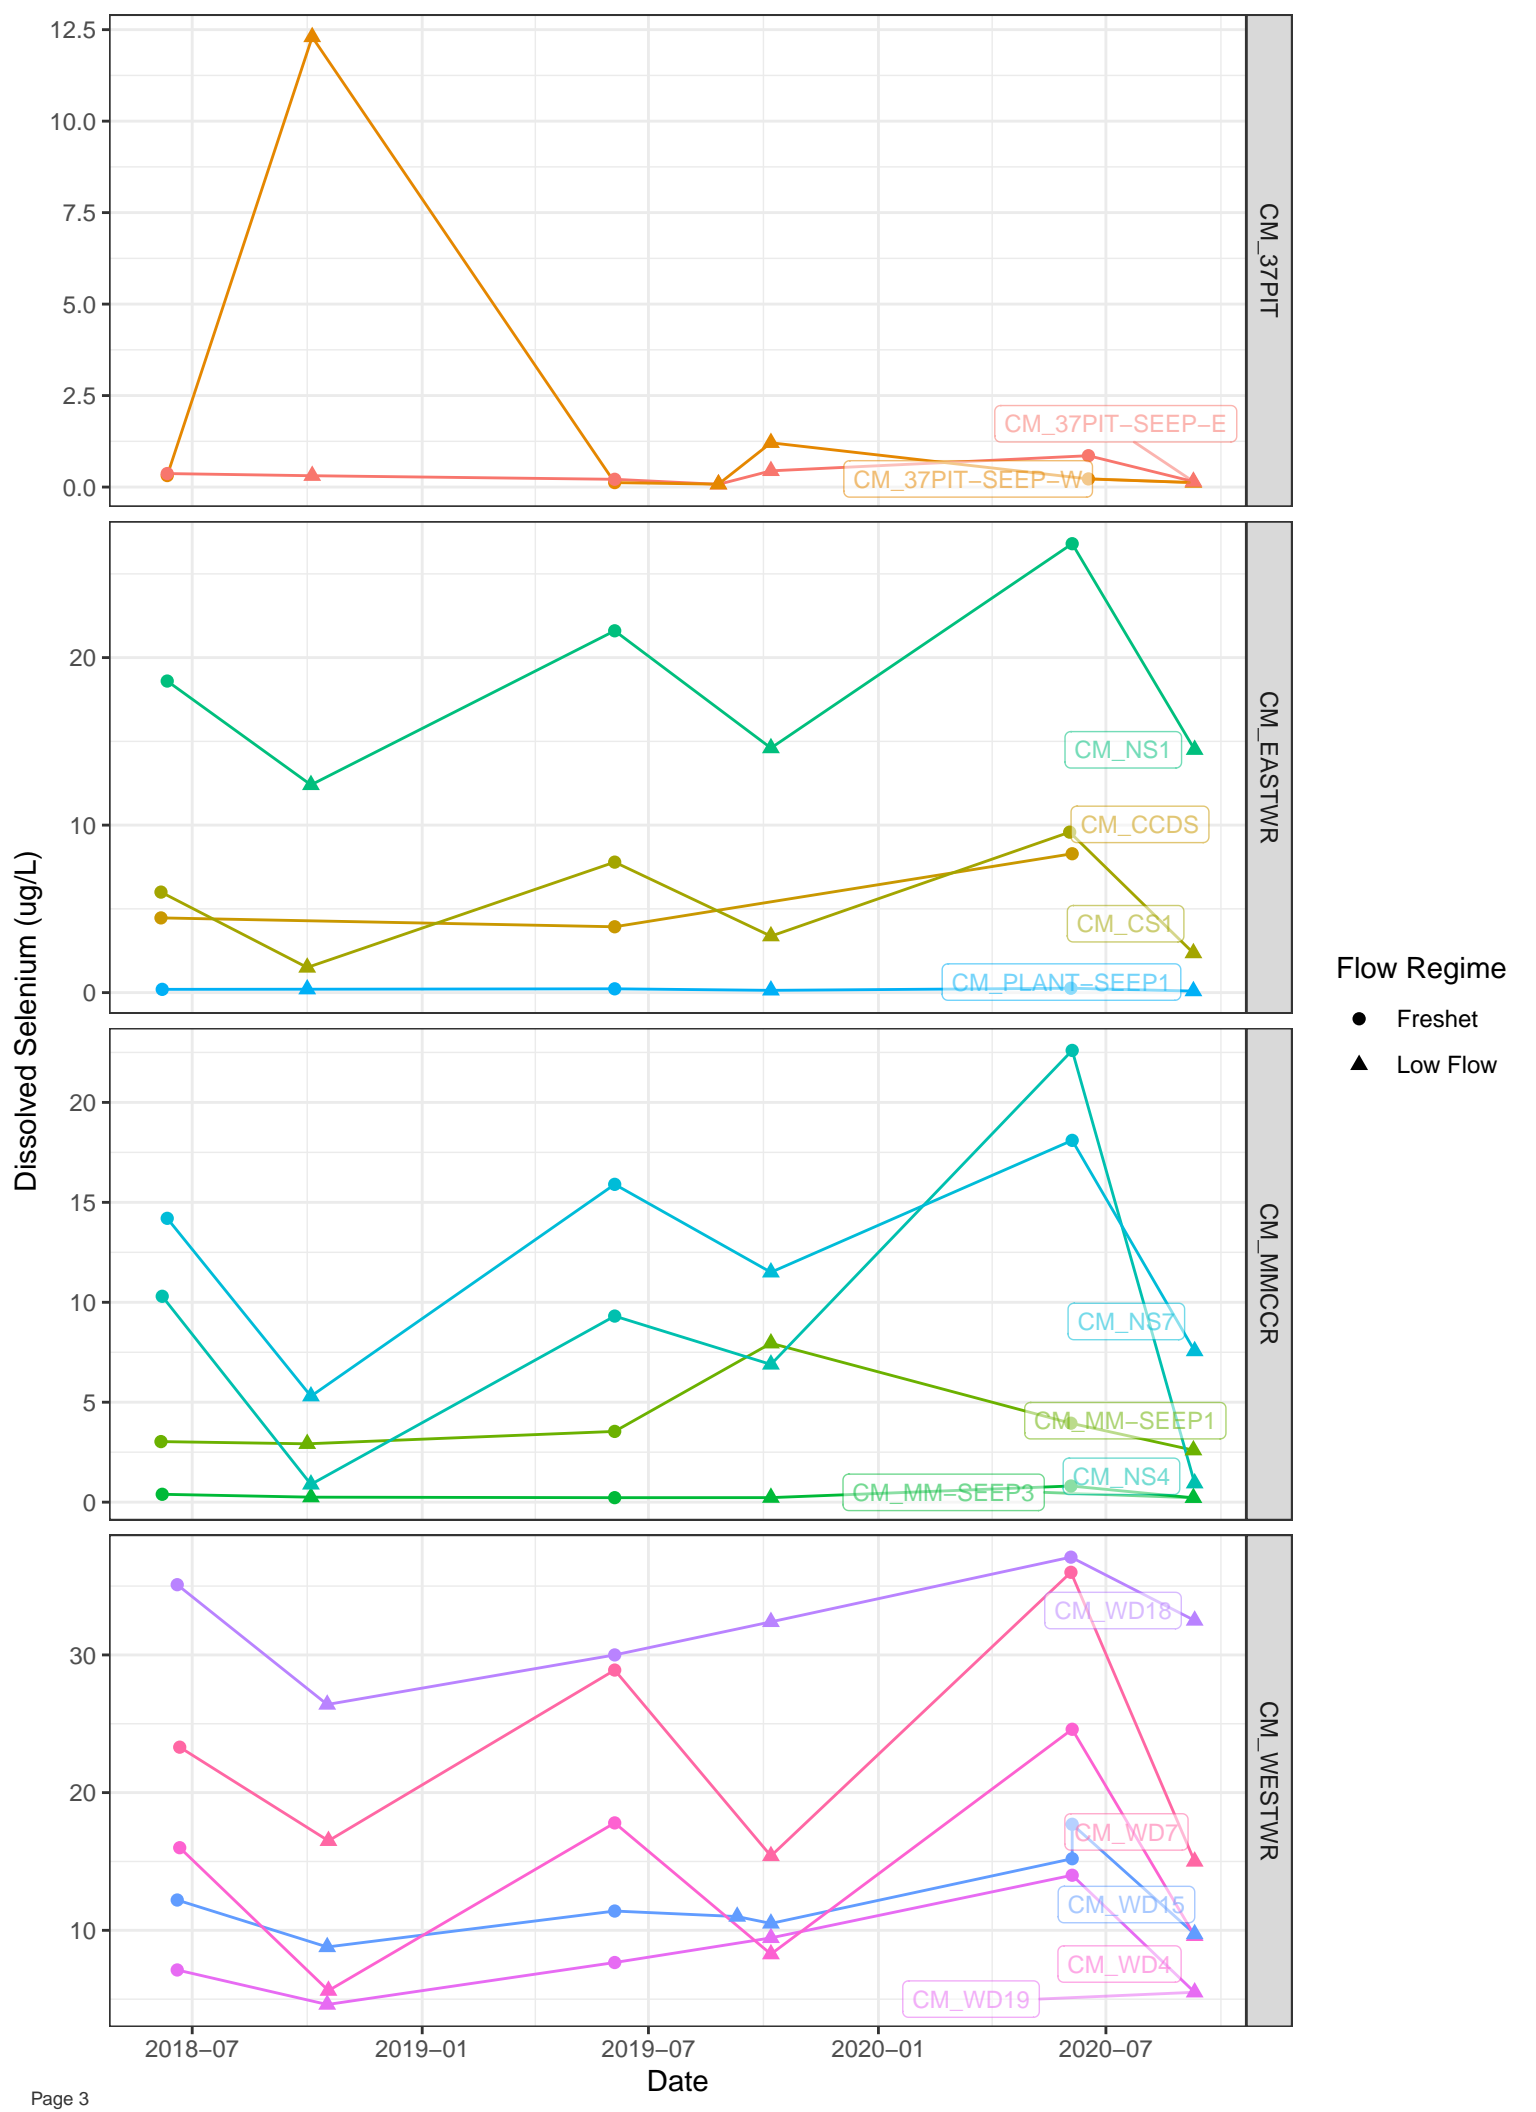 12.5
10.0
7.5
5.0
2.5
0.0
CM_37PIT−SEEP−E
CM_37PIT−SEEP−W
CM_37PIT
20
10
0
CM_NS1
CM_CCDS
CM_CS1
CM_PLANT−SEEP1
CM_EASTWR
20
15
10
5
0
CM_NS7
CM_MM−SEEP1
CM_NS4
CM_MM−SEEP3
CM_MMCCR
30
20
10
CM_WD18
CM_WD7
CM_WD15
CM_WD4
CM_WD19
CM_WESTWR
2018−07
2019−01
2019−07
2020−01
2020−07
Date
Dissolved Selenium (ug/L)
Flow Regime
Freshet
Low Flow
Page 3